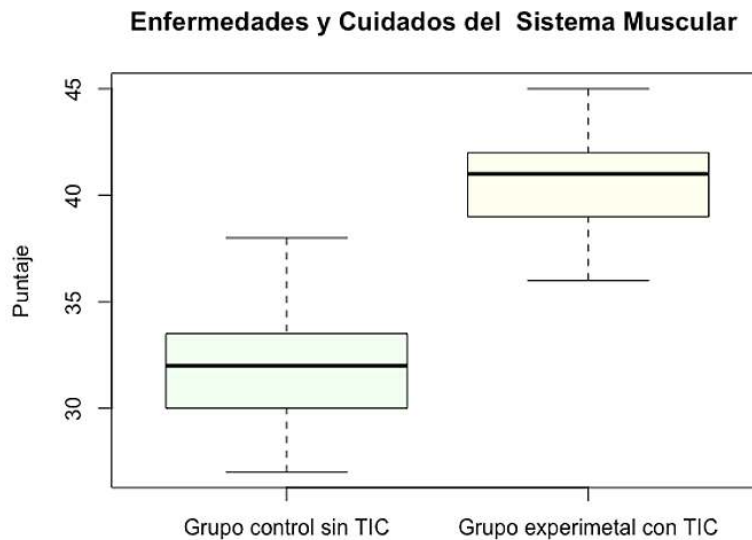 Enfermedades y Cuidados del  Sistema Muscular
45
40
35
30
Puntaje
Grupo control sin TIC
Grupo experimetal con TIC